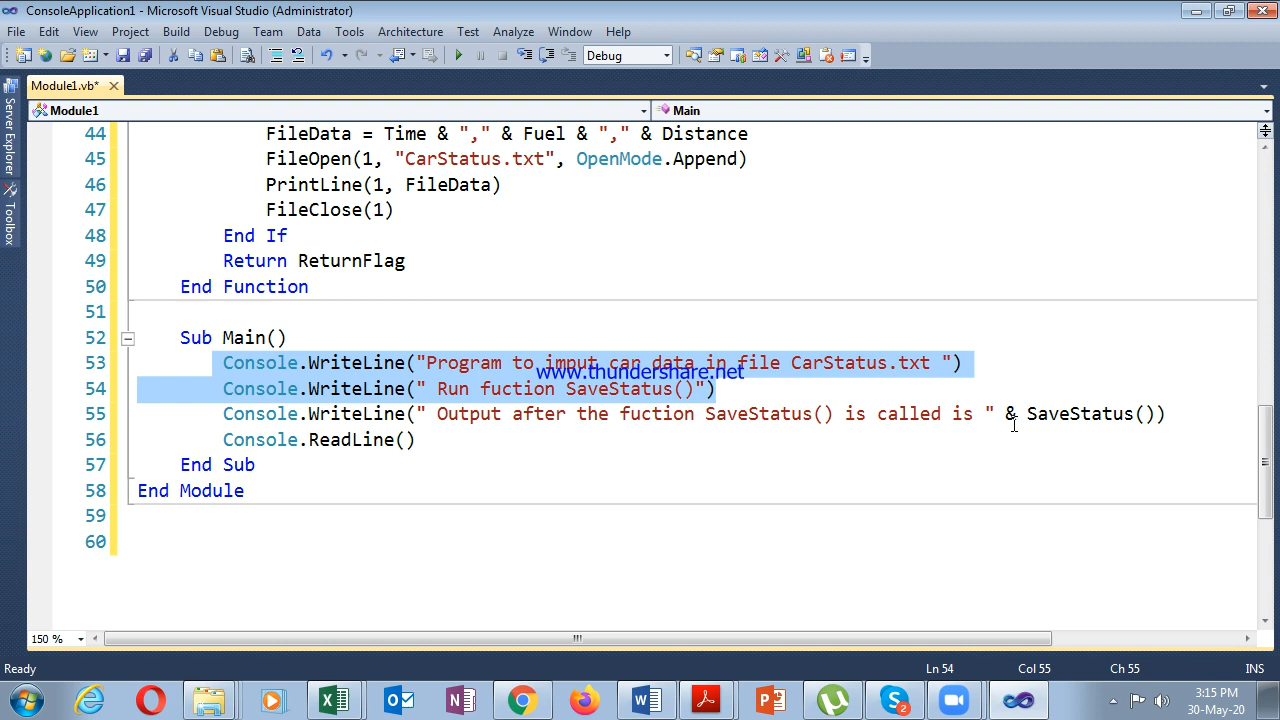 ConsoleApplication1 - Microsoft Visual Studio (Administrator)
File Edit View Project Build Debug Team Data Tools Architecture Test Analyze Window Help
Debug
Module1.vb*
Module1 Main
Server Explorer
Toolbox
44 FileData = Time & "," & Fuel & "," & Distance
45 FileOpen(1, "CarStatus.txt", OpenMode.Append)
46 PrintLine(1, FileData)
47 FileClose(1)
48 End If
49 Return ReturnFlag
50 End Function
51
52 Sub Main()
53 Console.WriteLine("Program to imput car data in file CarStatus.txt ")
www.thundershare.net
54 Console.WriteLine(" Run fuction SaveStatus()")
55 Console.WriteLine(" Output after the fuction SaveStatus() is called is " & SaveStatus())
56 Console.ReadLine()
57 End Sub
58 End Module
59
60
150 %
Ready Ln 54 Col 55 Ch 55 INS
3:15 PM
30-May-20